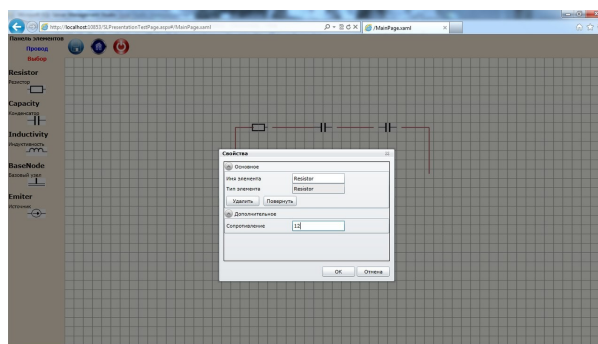 http://localhost:10853/SLPresentationTestPage.aspx#/MainPage.xaml
/MainPage.xaml
Панель элементов
Провод
Выбор
Resistor
Резистор
Capacity
Конденсатор
Inductivity
Индуктивность
BaseNode
Базовый узел
Emiter
Источник
Свойства
Основное
Имя элемента
Resistor
Тип элемента
Resistor
Удалить
Повернуть
Дополнительное
Сопротивление
12
OK
Отмена